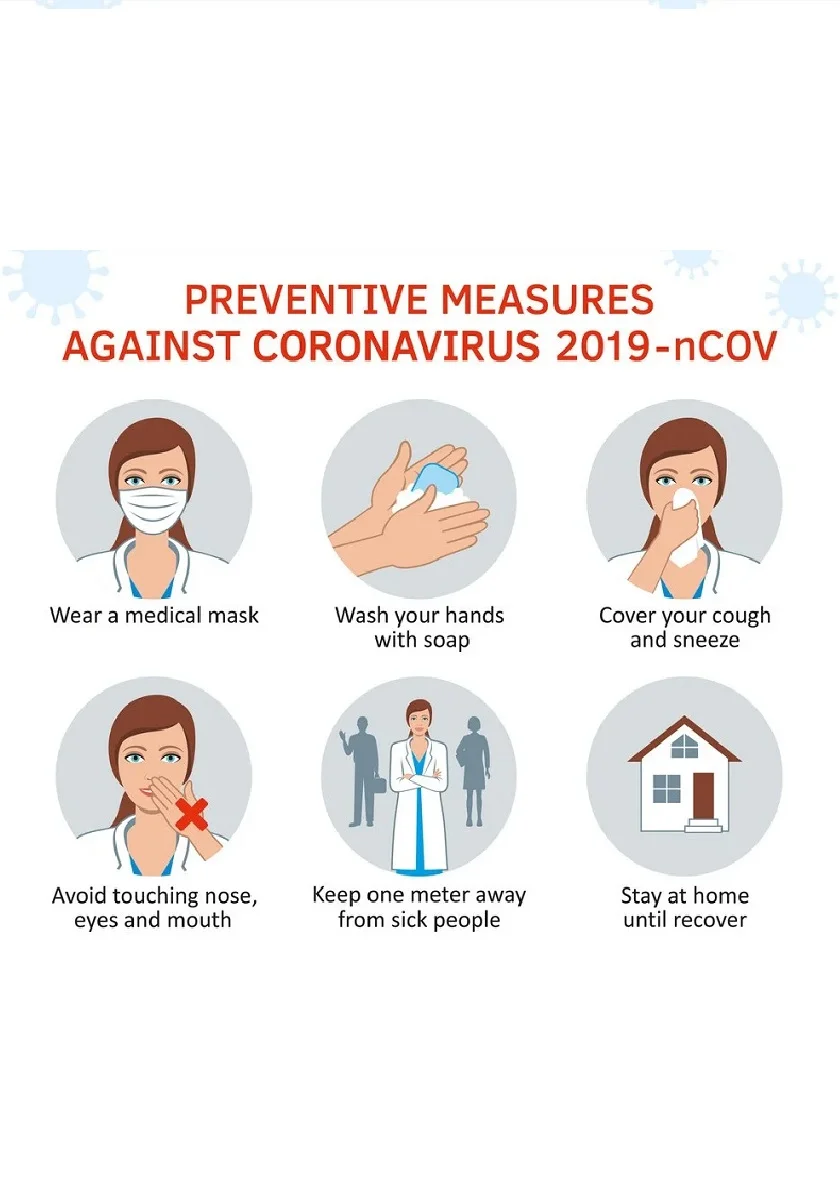 PREVENTIVE MEASURES
AGAINST CORONAVIRUS 2019-nCOV
Wear a medical mask
Wash your hands
with soap
Cover your cough
and sneeze
Avoid touching nose,
eyes and mouth
Keep one meter away
from sick people
Stay at home
until recover